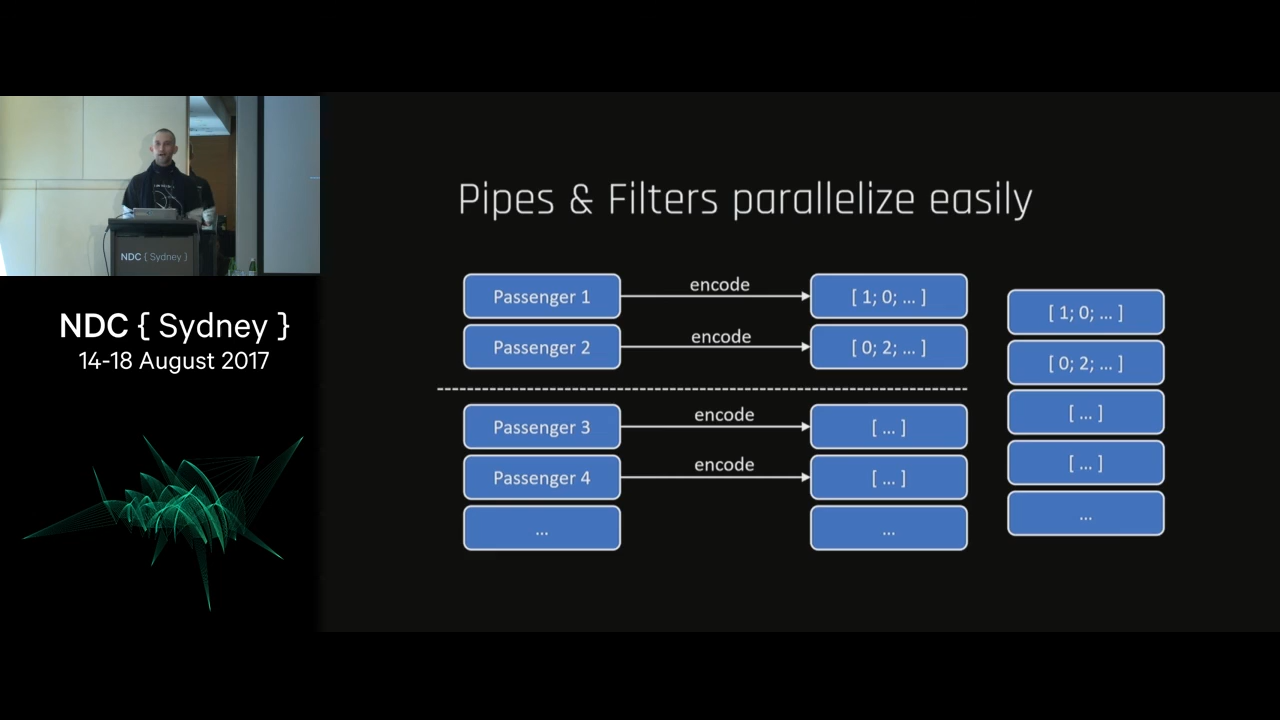 NDC { Sydney }
NDC { Sydney }
14-18 August 2017
Pipes & Filters parallelize easily
Passenger 1
encode
[ 1; 0; ... ]
Passenger 2
encode
[ 0; 2; ... ]
Passenger 3
encode
[ ... ]
Passenger 4
encode
[ ... ]
...
...
[ 1; 0; ... ]
[ 0; 2; ... ]
[ ... ]
[ ... ]
...